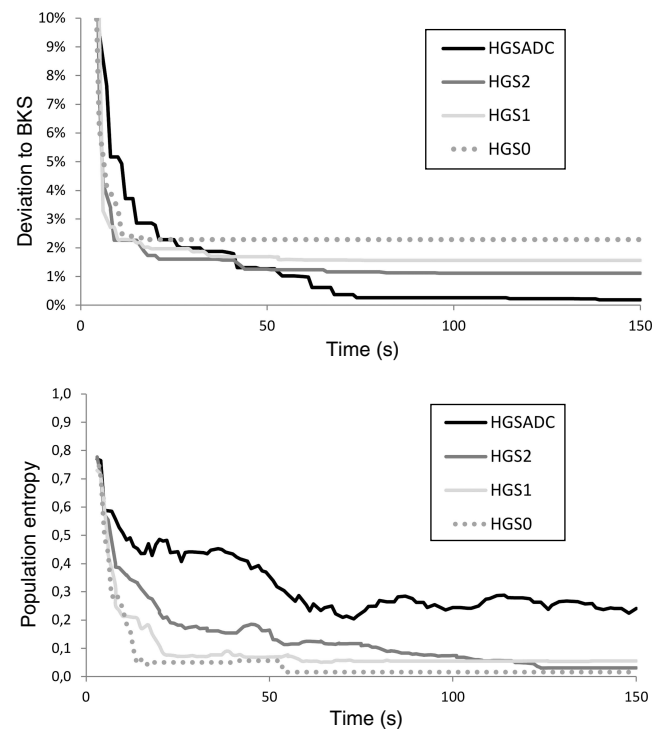 10%
9%
8%
7%
6%
5%
4%
3%
2%
1%
0%
Deviation to BKS
HGSADC
HGS2
HGS1
HGS0
0
50
100
150
Time (s)
1,0
0,9
0,8
0,7
0,6
0,5
0,4
0,3
0,2
0,1
0,0
Population entropy
HGSADC
HGS2
HGS1
HGS0
0
50
100
150
Time (s)